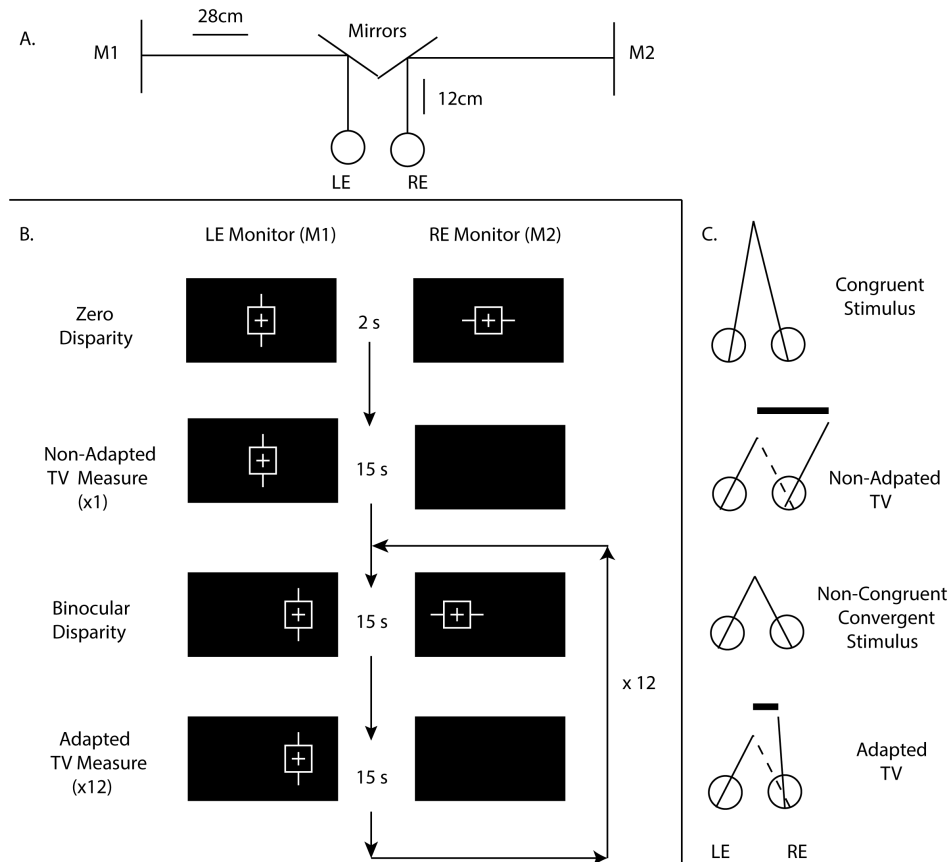 A.
28cm
Mirrors
M1
M2
12cm
LE
RE
B.
LE Monitor (M1)
RE Monitor (M2)
Zero
Disparity
2 s
Non-Adapted
TV Measure
(x1)
15 s
Binocular
Disparity
15 s
x 12
Adapted
TV Measure
(x12)
15 s
C.
Congruent
Stimulus
Non-Adpated
TV
Non-Congruent
Convergent
Stimulus
Adapted
TV
LE
RE